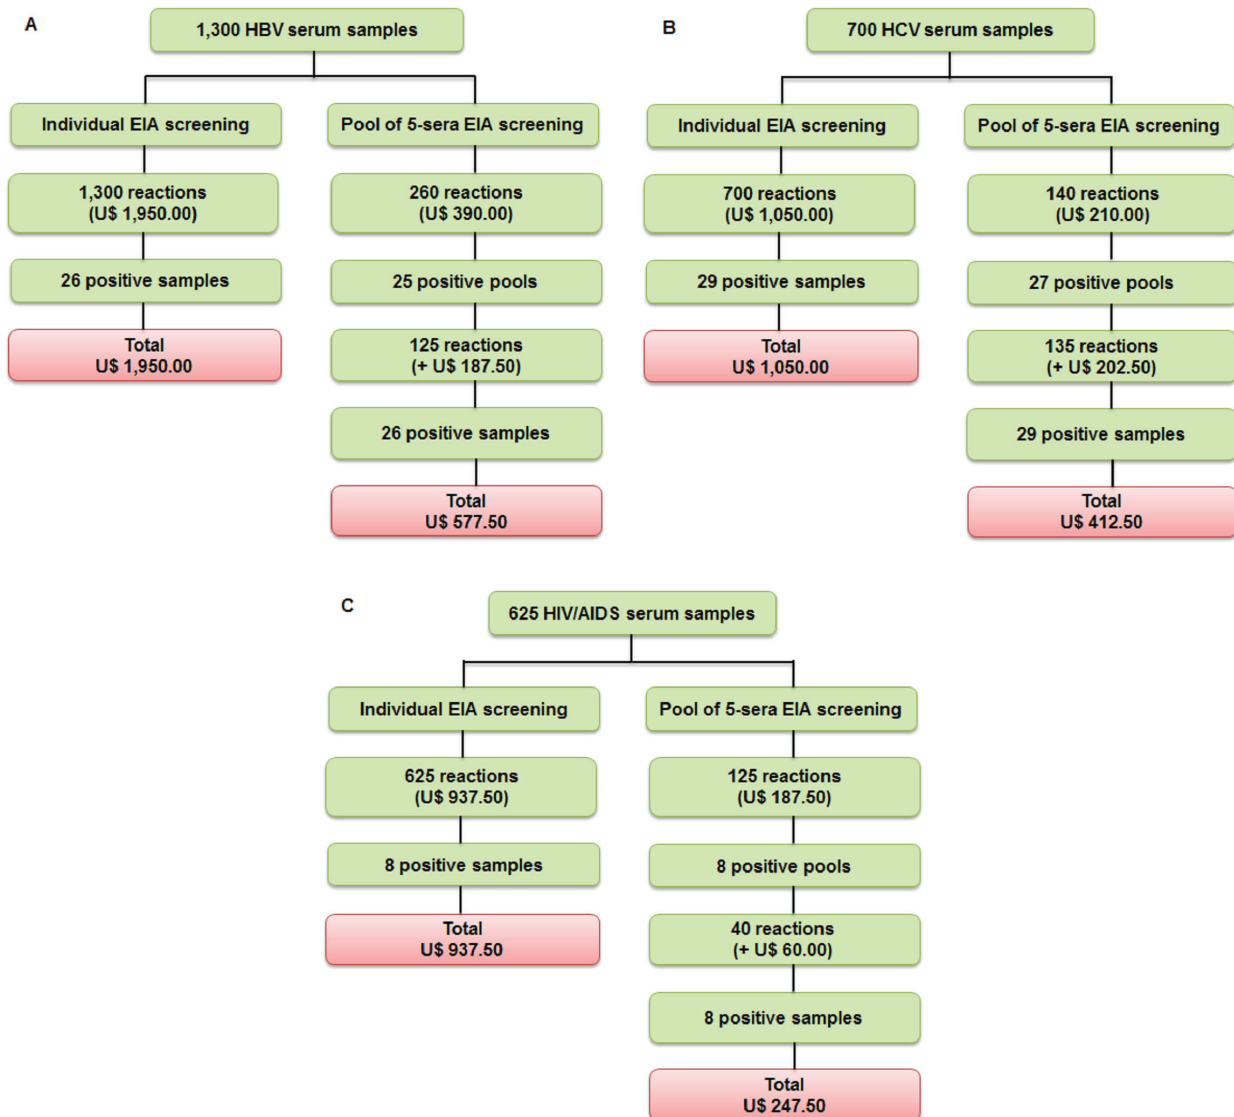 A
1,300 HBV serum samples
Individual EIA screening
1,300 reactions
(U$ 1,950.00)
26 positive samples
Total
U$ 1,950.00
Pool of 5-sera EIA screening
260 reactions
(U$ 390.00)
25 positive pools
125 reactions
(+ U$ 187.50)
26 positive samples
Total
U$ 577.50
B
700 HCV serum samples
Individual EIA screening
700 reactions
(U$ 1,050.00)
29 positive samples
Total
U$ 1,050.00
Pool of 5-sera EIA screening
140 reactions
(U$ 210.00)
27 positive pools
135 reactions
(+ U$ 202.50)
29 positive samples
Total
U$ 412.50
C
625 HIV/AIDS serum samples
Individual EIA screening
625 reactions
(U$ 937.50)
8 positive samples
Total
U$ 937.50
Pool of 5-sera EIA screening
125 reactions
(U$ 187.50)
8 positive pools
40 reactions
(+ U$ 60.00)
8 positive samples
Total
U$ 247.50